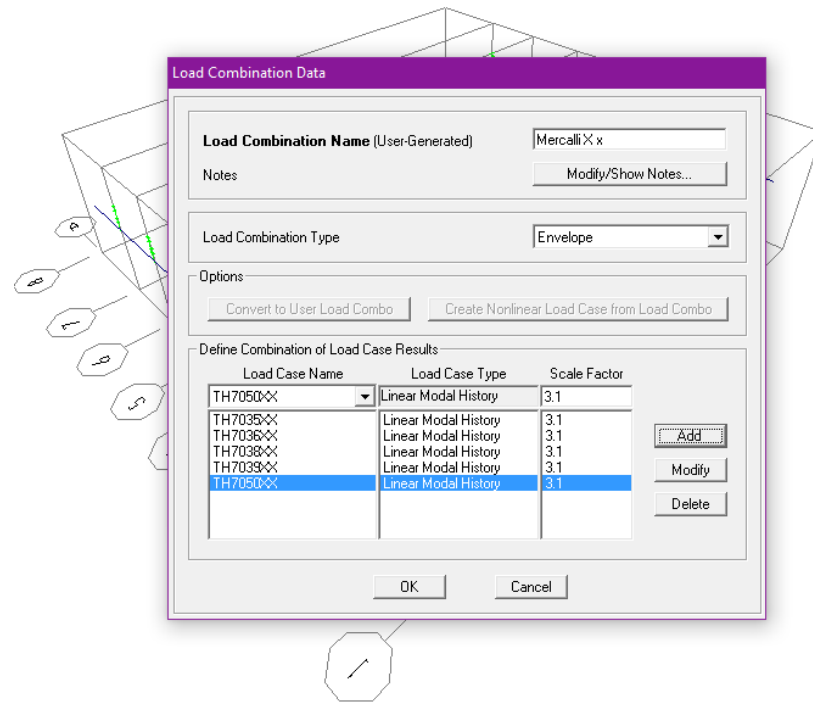 Load Combination Data
Load Combination Name (User-Generated) MercalliX x
Notes Modify/Show Notes...
Load Combination Type Envelope
Options
Convert to User Load Combo Create Nonlinear Load Case from Load Combo
Define Combination of Load Case Results
Load Case Name Load Case Type Scale Factor
TH7050XX Linear Modal History 3.1
TH7035XX Linear Modal History 3.1
TH7036XX Linear Modal History 3.1
TH7038XX Linear Modal History 3.1
TH7039XX Linear Modal History 3.1
TH7050XX Linear Modal History 3.1
Add
Modify
Delete
OK Cancel